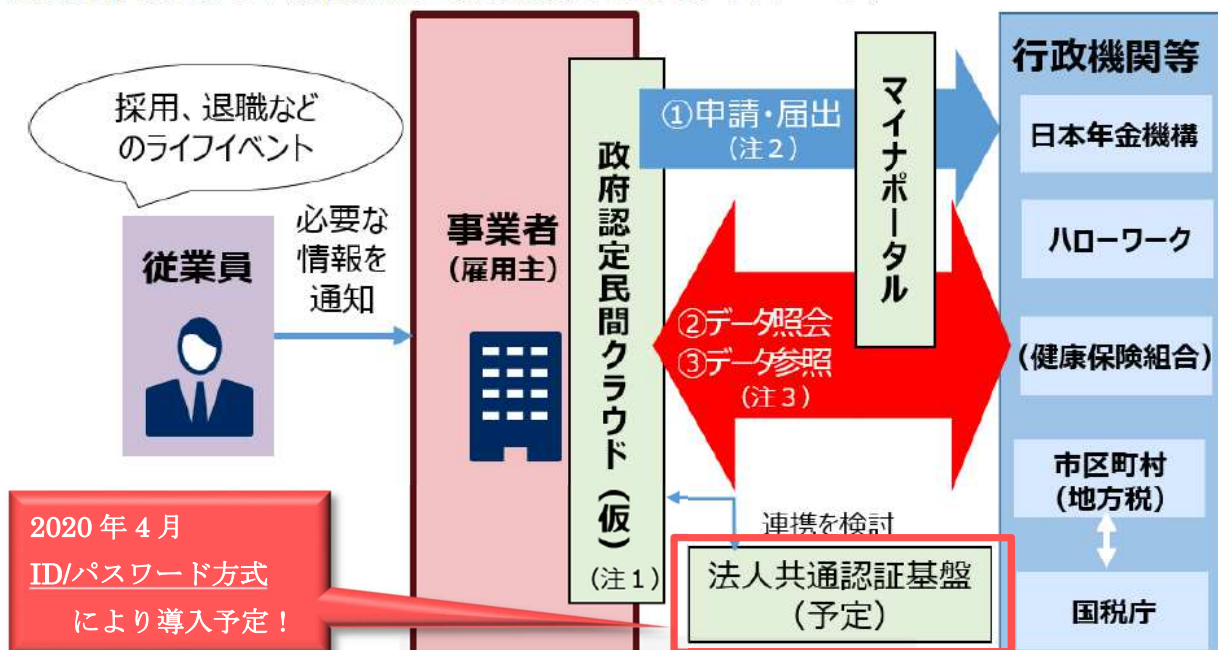 採用、退職など
のライフイベント
従業員
必要な
情報を
通知
事業者
(雇用主)
政府認定民間クラウド（仮）
(注１)
①申請・届出
(注２)
マイナポータル
②データ照会
③データ参照
(注３)
連携を検討
法人共通認証基盤
(予定)
行政機関等
日本年金機構
ハローワーク
(健康保険組合)
市区町村
(地方税)
国税庁
2020 年 4 月
ID/パスワード方式
により導入予定！